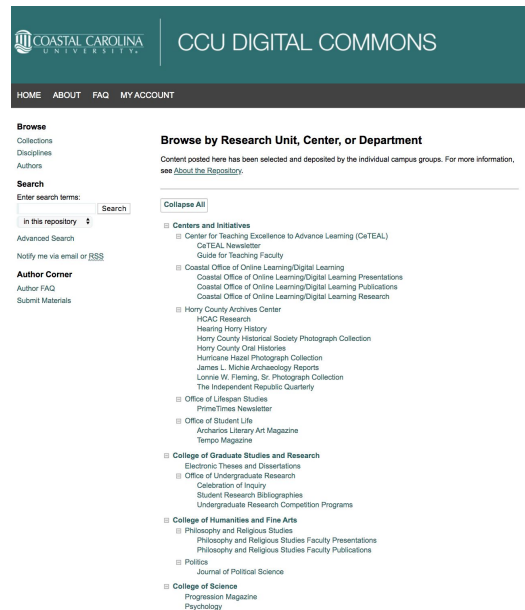 COASTAL CAROLINA
UNIVERSITY
CCU DIGITAL COMMONS
HOME ABOUT FAQ MY ACCOUNT
Browse
Collections
Disciplines
Authors
Search
Enter search terms:
Search
in this repository
Advanced Search
Notify me via email or RSS
Author Corner
Author FAQ
Submit Materials
Browse by Research Unit, Center, or Department
Content posted here has been selected and deposited by the individual campus groups. For more information,
see About the Repository.
Collapse All
Centers and Initiatives
Center for Teaching Excellence to Advance Learning (CeTEAL)
CeTEAL Newsletter
Guide for Teaching Faculty
Coastal Office of Online Learning/Digital Learning
Coastal Office of Online Learning/Digital Learning Presentations
Coastal Office of Online Learning/Digital Learning Publications
Coastal Office of Online Learning/Digital Learning Research
Horry County Archives Center
HCAC Research
Hearing Horry History
Horry County Historical Society Photograph Collection
Horry County Oral Histories
Hurricane Hazel Photograph Collection
James L. Michie Archaeology Reports
Lonnie W. Fleming, Sr. Photograph Collection
The Independent Republic Quarterly
Office of Lifespan Studies
PrimeTimes Newsletter
Office of Student Life
Archarios Literary Art Magazine
Tempo Magazine
College of Graduate Studies and Research
Electronic Theses and Dissertations
Office of Undergraduate Research
Celebration of Inquiry
Student Research Bibliographies
Undergraduate Research Competition Programs
College of Humanities and Fine Arts
Philosophy and Religious Studies
Philosophy and Religious Studies Faculty Presentations
Philosophy and Religious Studies Faculty Publications
Politics
Journal of Political Science
College of Science
Progression Magazine
Psychology